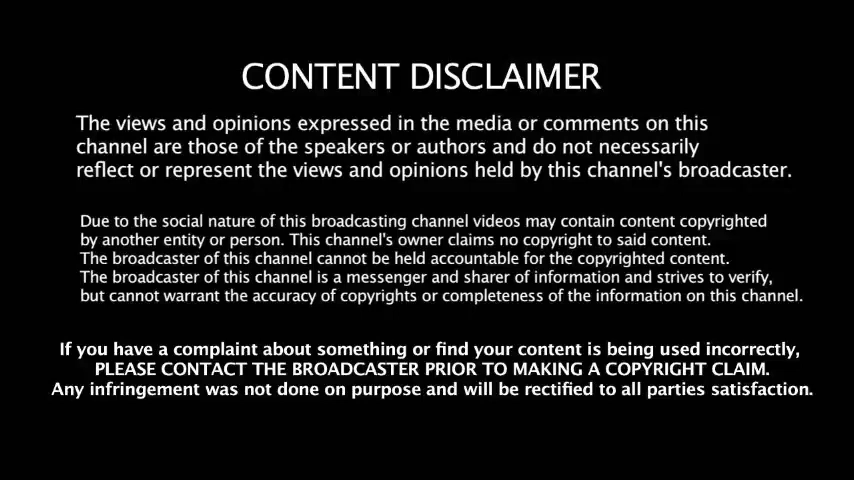 CONTENT DISCLAIMER
The views and opinions expressed in the media or comments on this
channel are those of the speakers or authors and do not necessarily
reflect or represent the views and opinions held by this channel's broadcaster.
Due to the social nature of this broadcasting channel videos may contain content copyrighted
by another entity or person. This channel's owner claims no copyright to said content.
The broadcaster of this channel cannot be held accountable for the copyrighted content.
The broadcaster of this channel is a messenger and sharer of information and strives to verify,
but cannot warrant the accuracy of copyrights or completeness of the information on this channel.
If you have a complaint about something or find your content is being used incorrectly,
PLEASE CONTACT THE BROADCASTER PRIOR TO MAKING A COPYRIGHT CLAIM.
Any infringement was not done on purpose and will be rectified to all parties satisfaction.